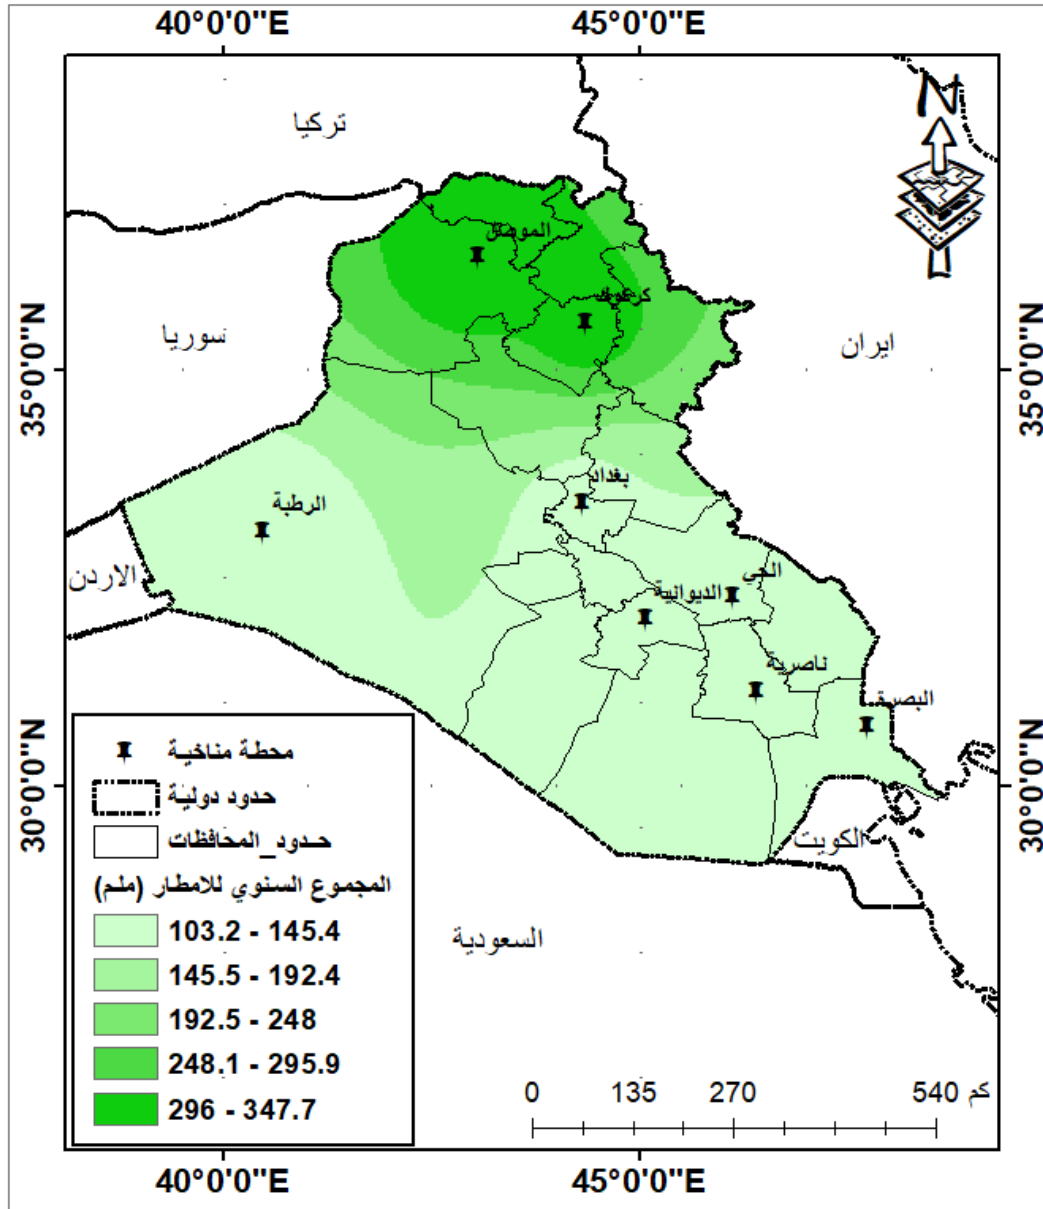 40°0'0"E 45°0'0"E
N
تركيا
الموصل
كركوك
35°0'0"N
سوريا
ايران
35°0'0"N
بغداد
الرطبة
الاردن
الحي
الديوانية
ناصرية
البصرة
30°0'0"N
30°0'0"N
الكويت
السعودية
محطة مناخية
حدود دولية
حدود_المحافظات
المجموع السنوي للامطار (ملم)
103.2 - 145.4
145.5 - 192.4
192.5 - 248
248.1 - 295.9
296 - 347.7
0 135 270 540 كم
40°0'0"E 45°0'0"E